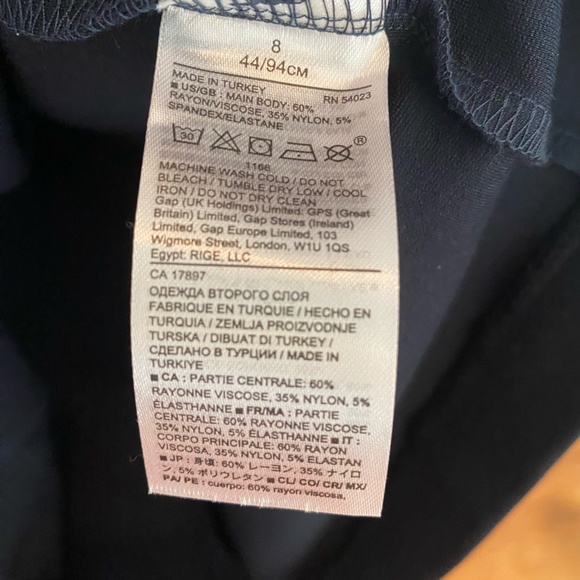 8
44/94CM
MADE IN TURKEY RN 54023
■ US/GB : MAIN BODY: 60%
RAYON/VISCOSE, 35% NYLON, 5%
SPANDEX/ELASTANE
30
®
1166
MACHINE WASH COLD / DO NOT
BLEACH / TUMBLE DRY LOW / COOL
IRON / DO NOT DRY CLEAN
Gap (UK Holdings) Limited: GPS (Great
Britain) Limited, Gap Stores (Ireland)
Limited, Gap Europe Limited, 103
Wigmore Street, London, W1U 1QS
Egypt: RIGE, LLC
CA 17897
ОДЕЖДА ВТОРОГО СЛОЯ
FABRIQUE EN TURQUIE / HECHO EN
TURQUIA / ZEMLJA PROIZVODNJE
TURSKA / DIBUAT DI TURKEY /
СДЕЛАНО В ТУРЦИИ / MADE IN
TURKIYE
■ CA : PARTIE CENTRALE: 60%
RAYONNE VISCOSE, 35% NYLON, 5%
ÉLASTHANNE ■ FR/MA : PARTIE
CENTRALE: 60% RAYONNE VISCOSE,
35% NYLON, 5% ÉLASTHANNE ■ IT :
CORPO PRINCIPALE: 60% RAYON
VISCOSA, 35% NYLON, 5% ELASTAN
■ JP : 身頃: 60% レーヨン, 35% ナイロ
ン, 5% ポリウレタン ■ CL/ CO/ CR/ MX/
PA/ PE : cuerpo: 60% rayon viscosa,